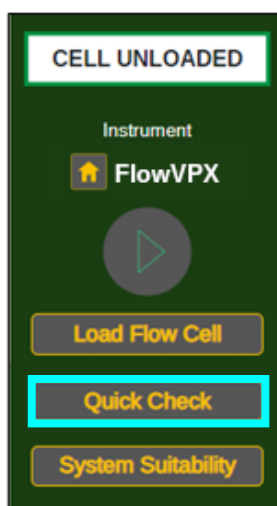 CELL UNLOADED
Instrument
FlowVPX
Load Flow Cell
Quick Check
System Suitability